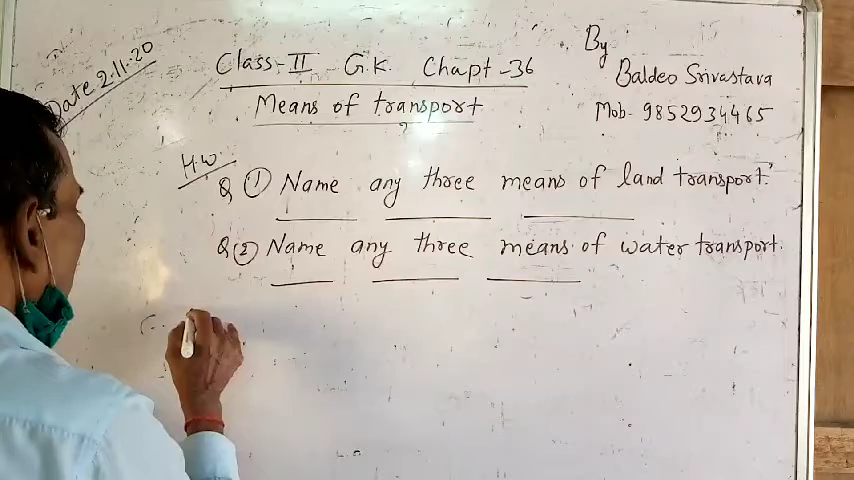 Date 2.11.20
Class-II G.K. Chapt-36
By
Baldeo Srivastava
Means of transport
Mob- 9852934465
H.W
Q ① Name any three means of land transport.
Q ② Name any three means of water transport.